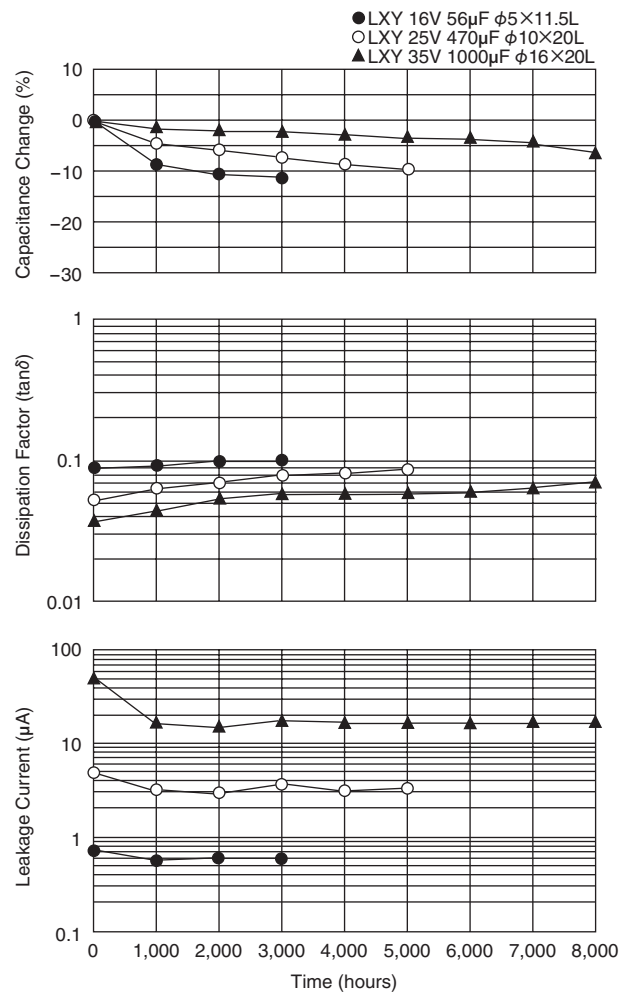 ●LXY 16V 56μF φ5×11.5L
○LXY 25V 470μF φ10×20L
▲LXY 35V 1000μF φ16×20L
Capacitance Change (%)
10
0
−10
−20
−30
Dissipation Factor (tanδ)
1
0.1
0.01
Leakage Current (μA)
100
10
1
0.1
0 1,000 2,000 3,000 4,000 5,000 6,000 7,000 8,000
Time (hours)